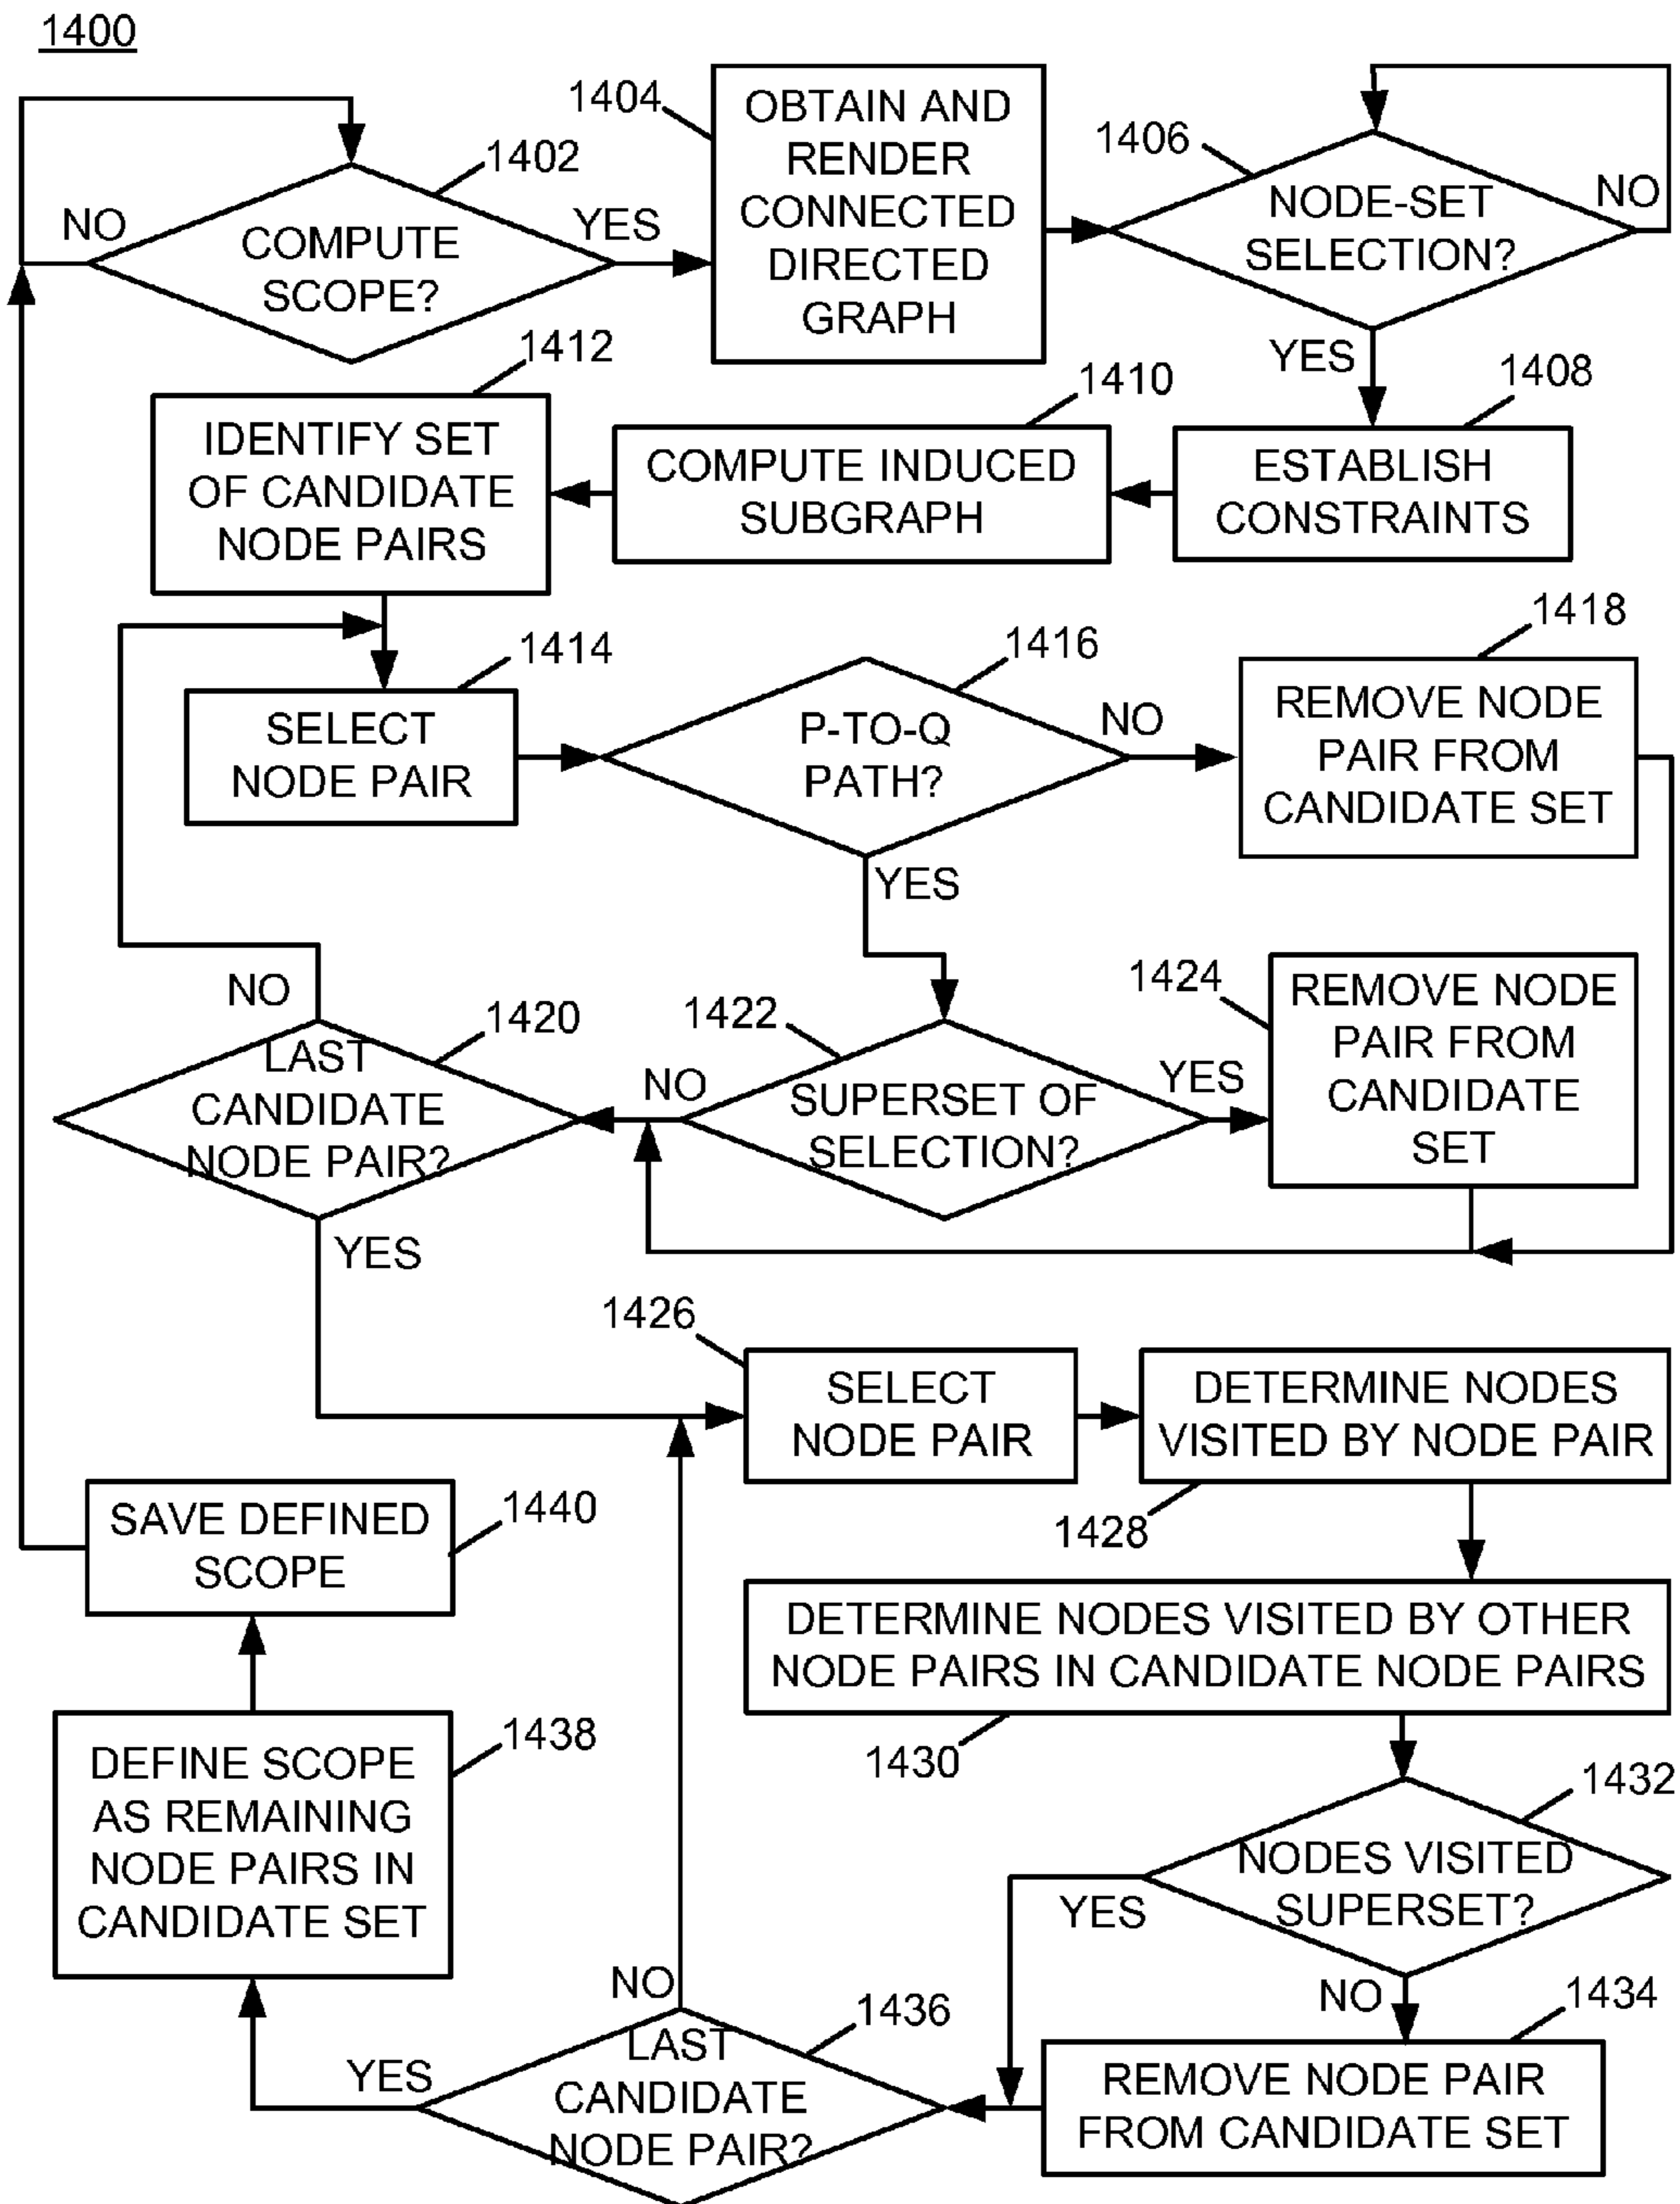 1400
1402
NO
YES
COMPUTE
SCOPE?
1404
OBTAIN AND
RENDER
CONNECTED
DIRECTED
GRAPH
1406
NODE-SET
SELECTION?
NO
YES
1408
ESTABLISH
CONSTRAINTS
1410
COMPUTE INDUCED
SUBGRAPH
1412
IDENTIFY SET
OF CANDIDATE
NODE PAIRS
1414
SELECT
NODE PAIR
1416
P-TO-Q
PATH?
NO
YES
1418
REMOVE NODE
PAIR FROM
CANDIDATE SET
NO
1420
LAST
CANDIDATE
NODE PAIR?
YES
1422
NO
SUPERSET OF
SELECTION?
YES
1424
REMOVE NODE
PAIR FROM
CANDIDATE
SET
1426
SELECT
NODE PAIR
DETERMINE NODES
VISITED BY NODE PAIR
1428
DETERMINE NODES VISITED BY OTHER
NODE PAIRS IN CANDIDATE NODE PAIRS
1430
1432
NODES VISITED
SUPERSET?
YES
NO
1434
REMOVE NODE PAIR
FROM CANDIDATE SET
NO
1436
LAST
CANDIDATE
NODE PAIR?
YES
1438
DEFINE SCOPE
AS REMAINING
NODE PAIRS IN
CANDIDATE SET
1440
SAVE DEFINED
SCOPE